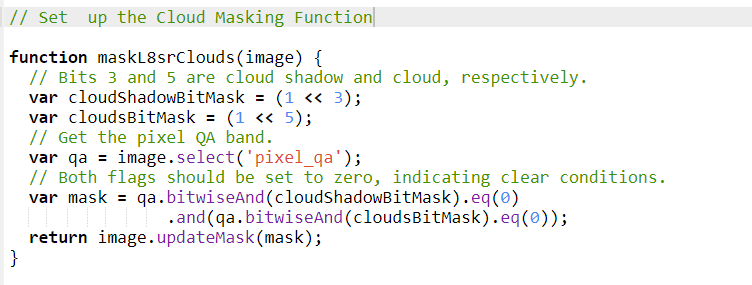 // Set  up the Cloud Masking Function

function maskL8srClouds(image) {
  // Bits 3 and 5 are cloud shadow and cloud, respectively.
  var cloudShadowBitMask = (1 << 3);
  var cloudsBitMask = (1 << 5);
  // Get the pixel QA band.
  var qa = image.select('pixel_qa');
  // Both flags should be set to zero, indicating clear conditions.
  var mask = qa.bitwiseAnd(cloudShadowBitMask).eq(0)
                .and(qa.bitwiseAnd(cloudsBitMask).eq(0));
  return image.updateMask(mask);
}